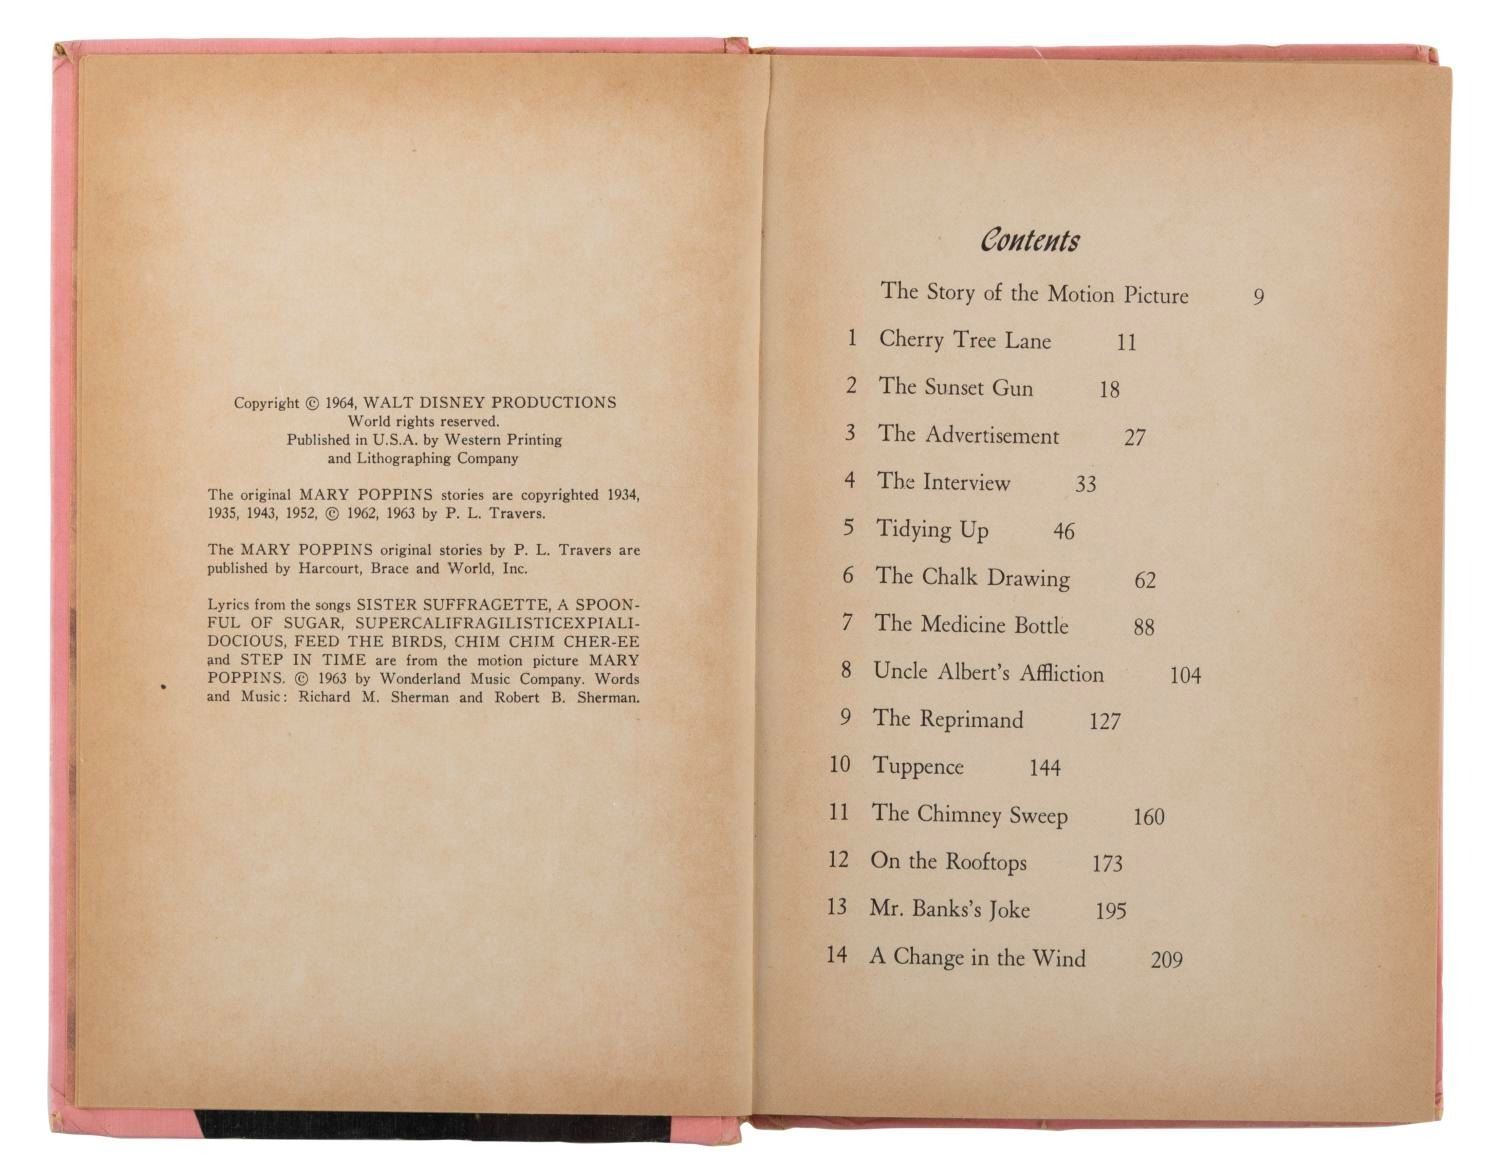 Copyright © 1964, WALT DISNEY PRODUCTIONS
World rights reserved.
Published in U.S.A. by Western Printing
and Lithographing Company
The original MARY POPPINS stories are copyrighted 1934,
1935, 1943, 1952, © 1962, 1963 by P. L. Travers.
The MARY POPPINS original stories by P. L. Travers are
published by Harcourt, Brace and World, Inc.
Lyrics from the songs SISTER SUFFRAGETTE, A SPOON-
FUL OF SUGAR, SUPERCALIFRAGILISTICEXPIALI-
DOCIOUS, FEED THE BIRDS, CHIM CHIM CHER-EE
and STEP IN TIME are from the motion picture MARY
POPPINS. © 1963 by Wonderland Music Company. Words
and Music: Richard M. Sherman and Robert B. Sherman.
Contents
The Story of the Motion Picture 9
1 Cherry Tree Lane 11
2 The Sunset Gun 18
3 The Advertisement 27
4 The Interview 33
5 Tidying Up 46
6 The Chalk Drawing 62
7 The Medicine Bottle 88
8 Uncle Albert's Affliction 104
9 The Reprimand 127
10 Tuppence 144
11 The Chimney Sweep 160
12 On the Rooftops 173
13 Mr. Banks's Joke 195
14 A Change in the Wind 209